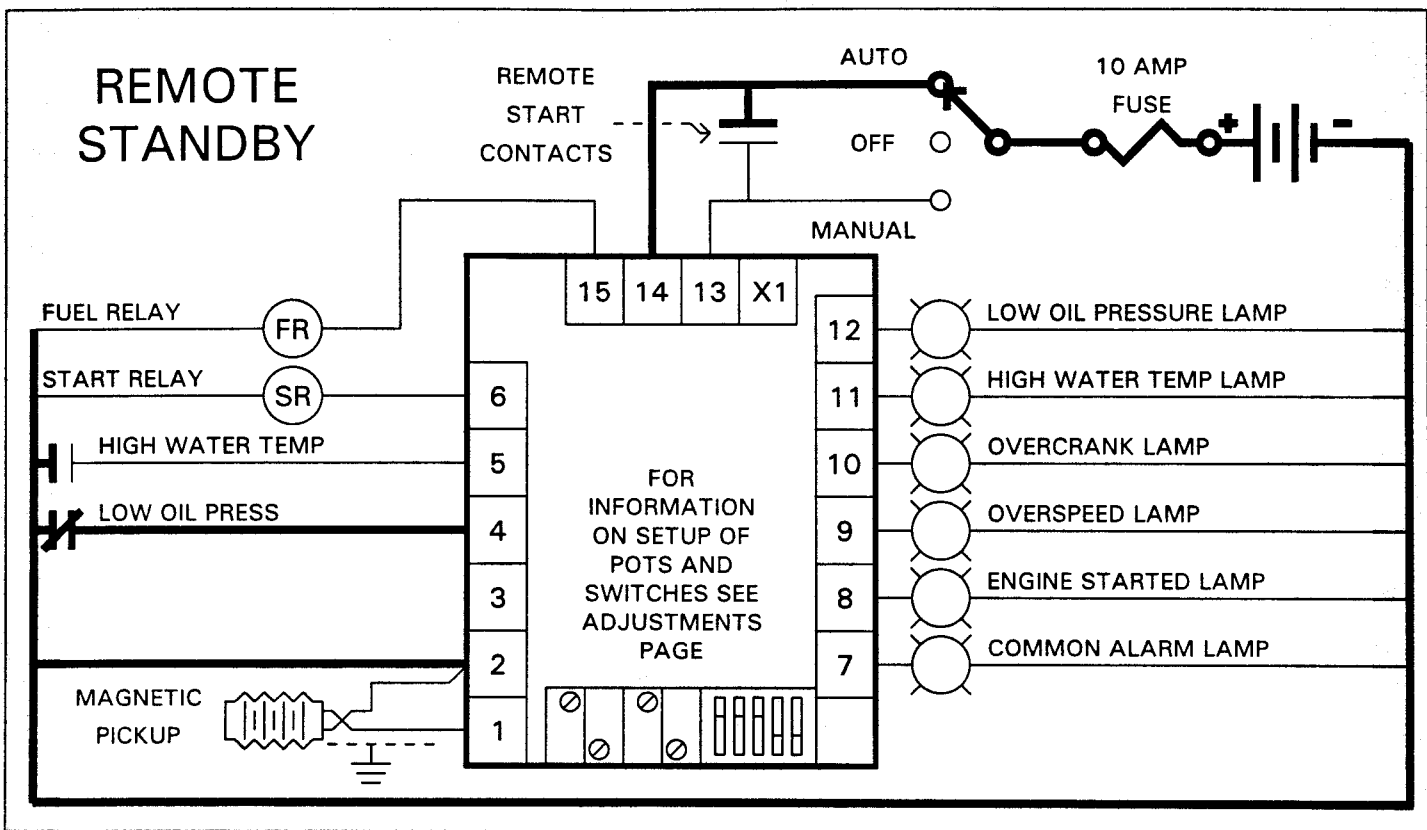 REMOTE
STANDBY
REMOTE
START
CONTACTS
AUTO
OFF
MANUAL
10 AMP
FUSE
+
-
15 14 13 X1
FUEL RELAY
FR
START RELAY
SR
HIGH WATER TEMP
LOW OIL PRESS
6
5
4
3
2
1
MAGNETIC
PICKUP
FOR
INFORMATION
ON SETUP OF
POTS AND
SWITCHES SEE
ADJUSTMENTS
PAGE
12
LOW OIL PRESSURE LAMP
11
HIGH WATER TEMP LAMP
10
OVERCRANK LAMP
9
OVERSPEED LAMP
8
ENGINE STARTED LAMP
7
COMMON ALARM LAMP